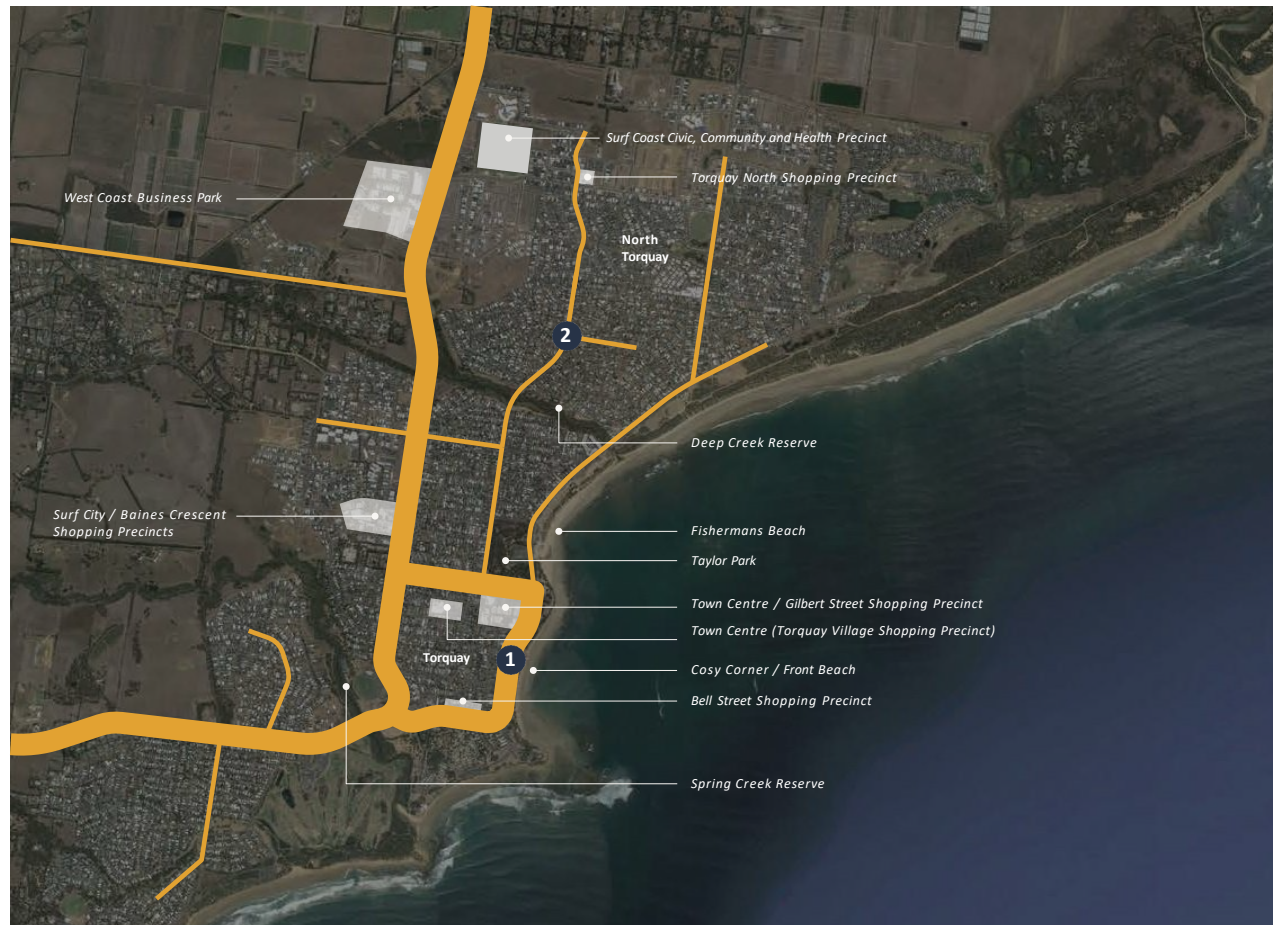 Surf Coast Civic, Community and Health Precinct
Torquay North Shopping Precinct
West Coast Business Park
North
Torquay
2
Deep Creek Reserve
Surf City / Baines Crescent
Shopping Precincts
Fishermans Beach
Taylor Park
Town Centre / Gilbert Street Shopping Precinct
Town Centre (Torquay Village Shopping Precinct)
Torquay
1
Cosy Corner / Front Beach
Bell Street Shopping Precinct
Spring Creek Reserve